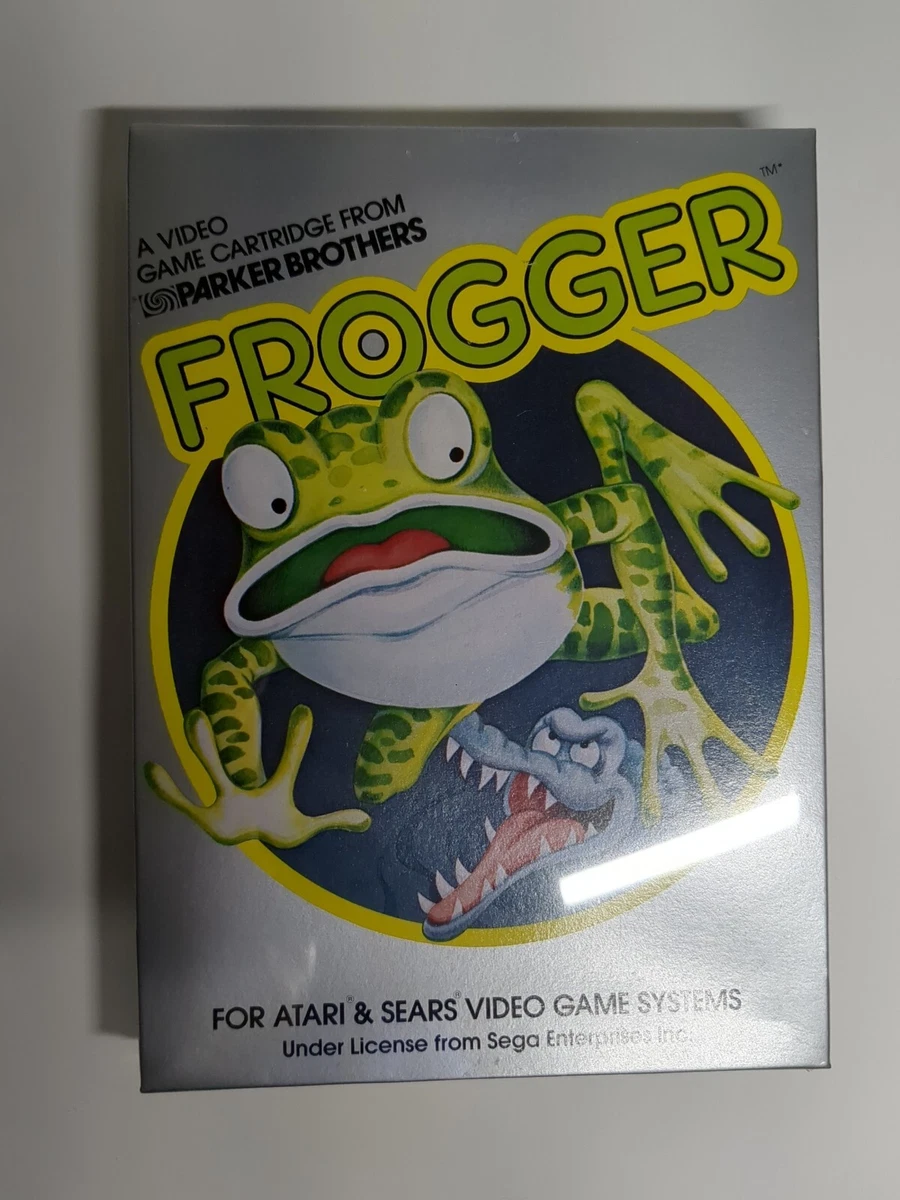 A VIDEO
GAME CARTRIDGE FROM
PARKER BROTHERS
FROGGER
TM*
FOR ATARI® & SEARS® VIDEO GAME SYSTEMS
Under License from Sega Enterprises Inc.